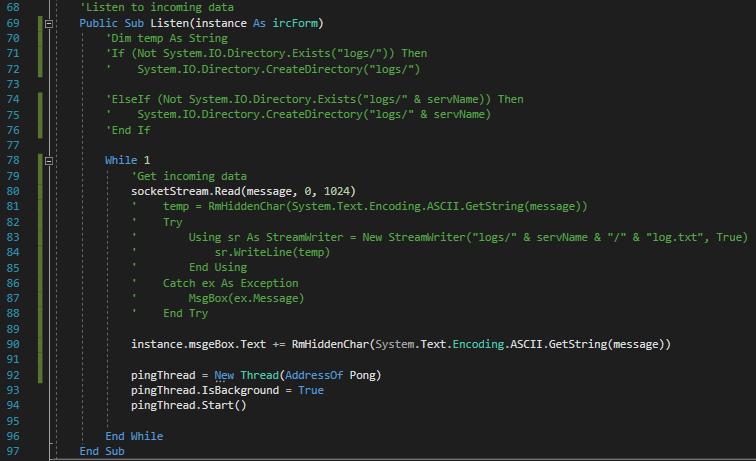 68 'Listen to incoming data
69 Public Sub Listen(instance As ircForm)
70 'Dim temp As String
71 'If (Not System.IO.Directory.Exists("logs/")) Then
72 '    System.IO.Directory.CreateDirectory("logs/")
73
74 'ElseIf (Not System.IO.Directory.Exists("logs/" & servName)) Then
75 '    System.IO.Directory.CreateDirectory("logs/" & servName)
76 'End If
77
78 While 1
79 'Get incoming data
80 socketStream.Read(message, 0, 1024)
81 '    temp = RmHiddenChar(System.Text.Encoding.ASCII.GetString(message))
82 '    Try
83 '        Using sr As StreamWriter = New StreamWriter("logs/" & servName & "/" & "log.txt", True)
84 '            sr.WriteLine(temp)
85 '        End Using
86 '    Catch ex As Exception
87 '        MsgBox(ex.Message)
88 '    End Try
89
90 instance.msgeBox.Text += RmHiddenChar(System.Text.Encoding.ASCII.GetString(message))
91
92 pingThread = New Thread(AddressOf Pong)
93 pingThread.IsBackground = True
94 pingThread.Start()
95
96 End While
97 End Sub